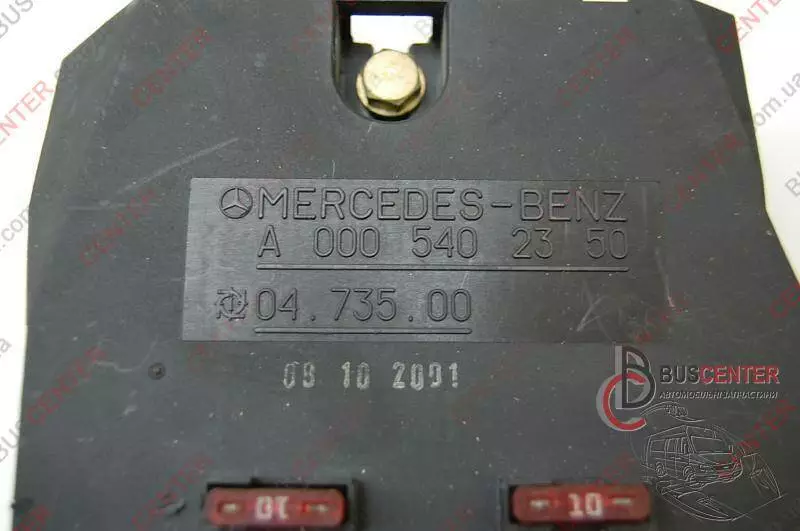 MERCEDES-BENZ
A 000 540 23 50
04.735.00
08 10 2001
BUSCENTER
АВТОМОБІЛЬНІ ЗАПЧАСТИНИ
10
10